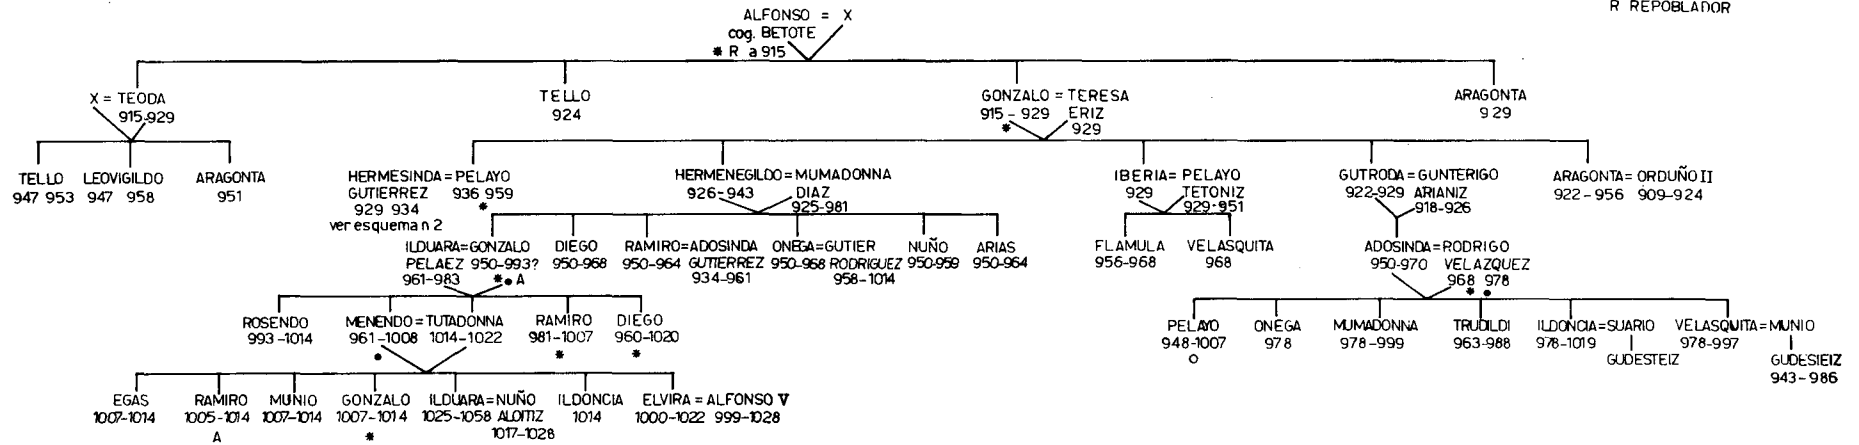 R REPOBLADOR
ALFONSO = X
cog. BETOTE
* R a 915
X = TEODA
915-929
TELLO
924
GONZALO = TERESA
915 - 929 ERIZ
* 929
ARAGONTA
929
TELLO
947 953
LEOVIGILDO
947 958
ARAGONTA
951
HERMESINDA = PELAYO
GUTIERREZ 936 959
929 934 *
ver esquema n 2
HERMENEGILDO = MUMADONNA
926-943 DIAZ
925-981
IBERIA = PELAYO
929 TETONIZ
929-951
GUTRODA = GUNTERIGO
922-929 ARIANIZ
918-926
ARAGONTA = ORDUÑO II
922-956 909-924
ILDUARA = GONZALO
PELAEZ 950-993?
961-983 * ● A
DIEGO
950-968
RAMIRO = ADOSINDA
950-964 GUTIERREZ
934-961
ONEGA = GUTIER
950-968 RODRIGUEZ
958-1014
NUÑO
950-959
ARIAS
950-964
FLAMULA
956-968
VELASQUITA
968
ADOSINDA = RODRIGO
950-970 VELAZQUEZ
968 978
* ●
ROSENDO
993-1014
MENENDO = TUTADONNA
961-1008 1014-1022
●
RAMIRO
981-1007
*
DIEGO
960-1020
*
PELAYO
948-1007
○
ONEGA
978
MUMADONNA
978-999
TRUDILDI
963-988
ILDONCIA = SUARIO
978-1019
GUDESTEIZ
VELASQUITA = MUNIO
978-997
GUDESIEIZ
943-986
EGAS
1007-1014
RAMIRO
1005-1014
A
MUNIO
1007-1014
GONZALO
1007-1014
*
ILDUARA = NUÑO
1025-1058 ALOITIZ
1017-1028
ILDONCIA
1014
ELVIRA = ALFONSO V
1000-1022 999-1028